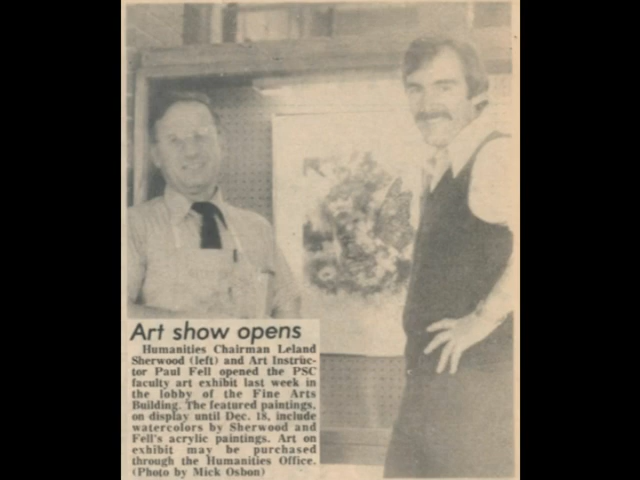 Art show opens
Humanities Chairman Leland
Sherwood (left) and Art Instruc-
tor Paul Fell opened the PSC
faculty art exhibit last week in
the lobby of the Fine Arts
Building. The featured paintings,
on display until Dec. 18, include
watercolors by Sherwood and
Fell's acrylic paintings. Art on
exhibit may be purchased
through the Humanities Office.
(Photo by Mick Osbon)